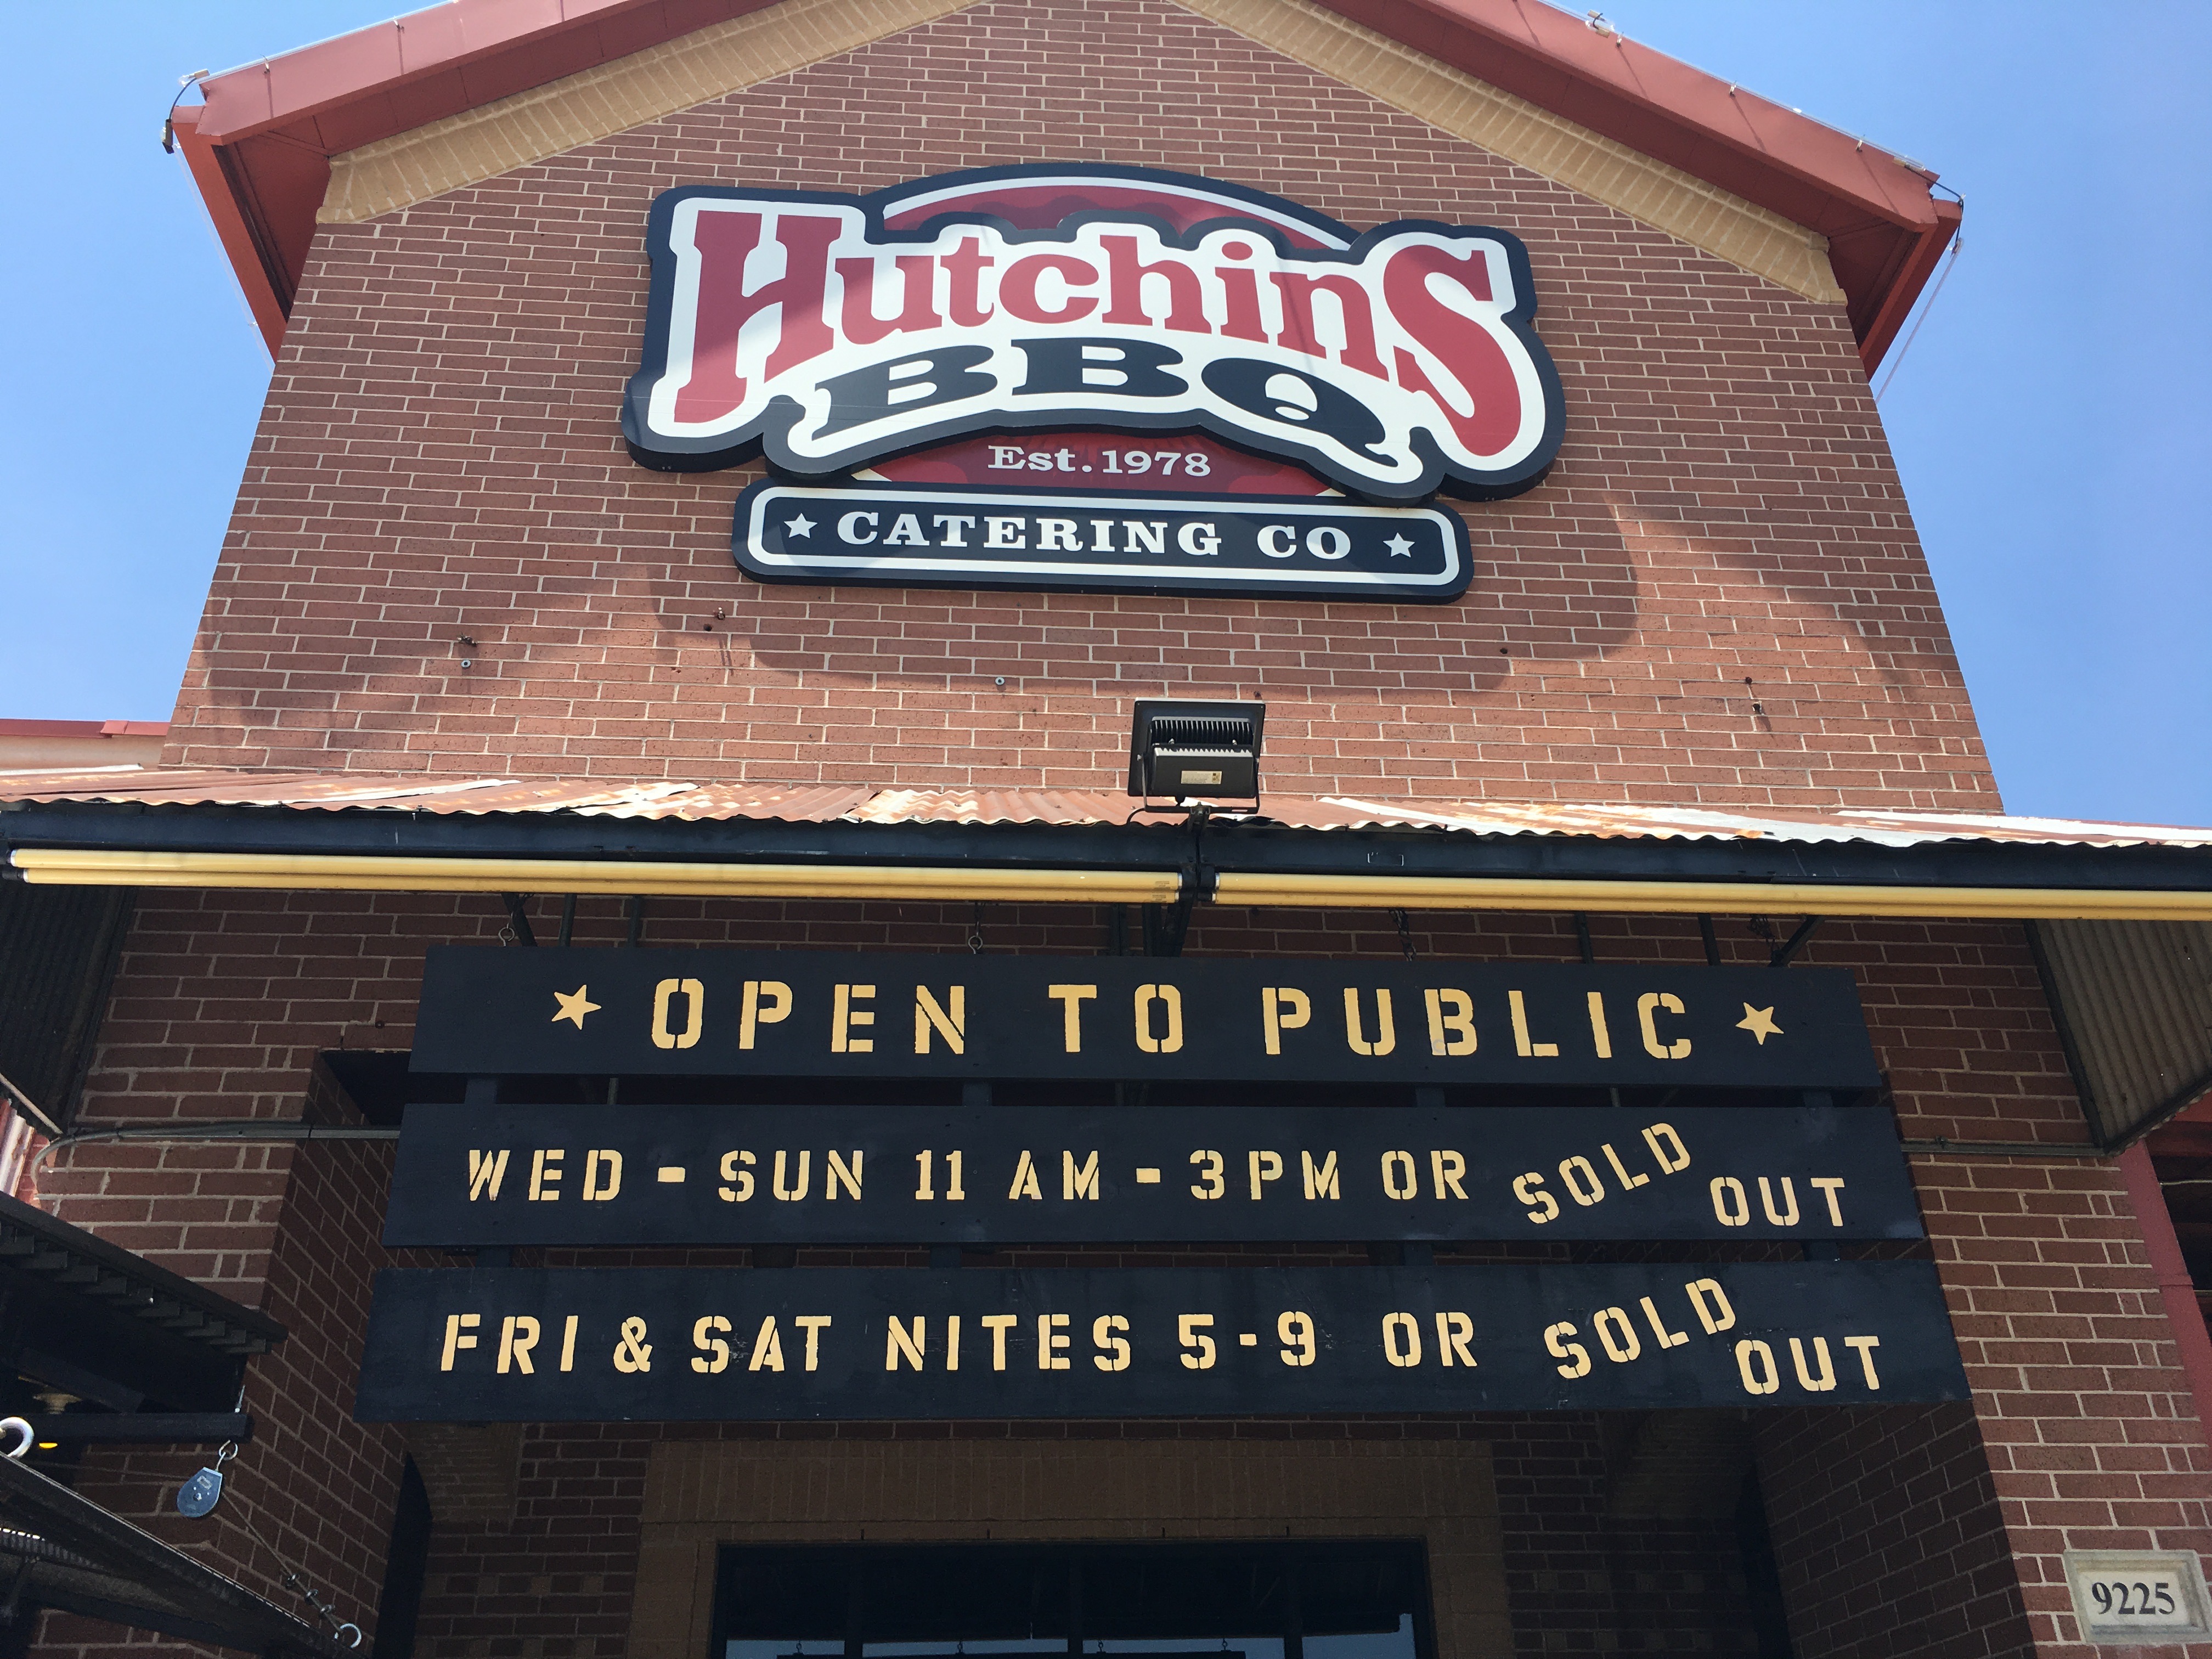 Hutchins
BBQ
Est. 1978
CATERING CO
OPEN TO PUBLIC
WED - SUN 11 AM - 3PM OR SOLD OUT
FRI & SAT NITES 5-9 OR SOLD OUT
9225